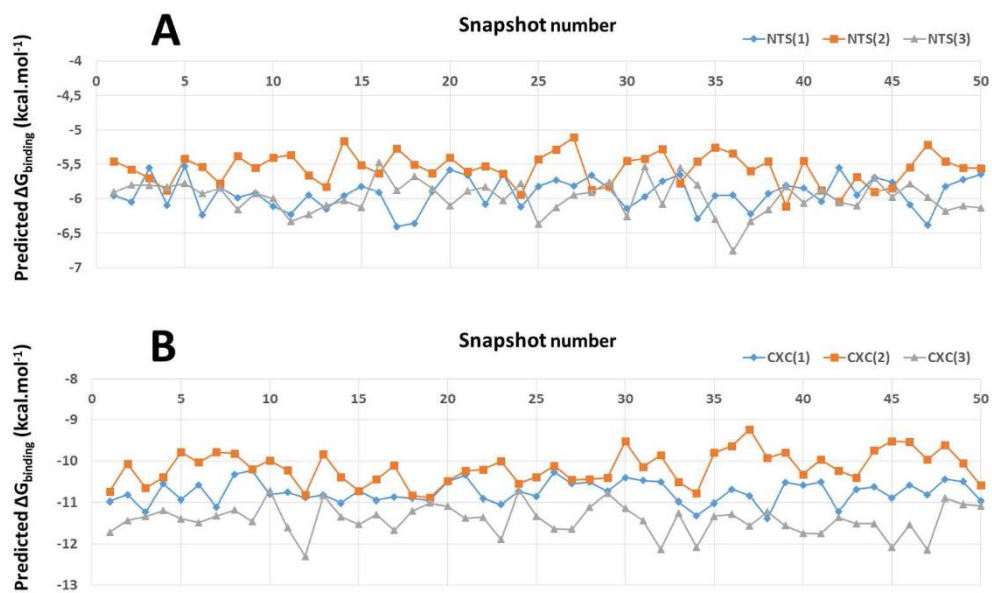 A
Snapshot number
NTS(1) NTS(2) NTS(3)
Predicted ΔGbinding (kcal.mol-1)
-4
0 5 10 15 20 25 30 35 40 45 50
-4,5
-5
-5,5
-6
-6,5
-7
B
Snapshot number
CXC(1) CXC(2) CXC(3)
Predicted ΔGbinding (kcal.mol-1)
-8
0 5 10 15 20 25 30 35 40 45 50
-9
-10
-11
-12
-13